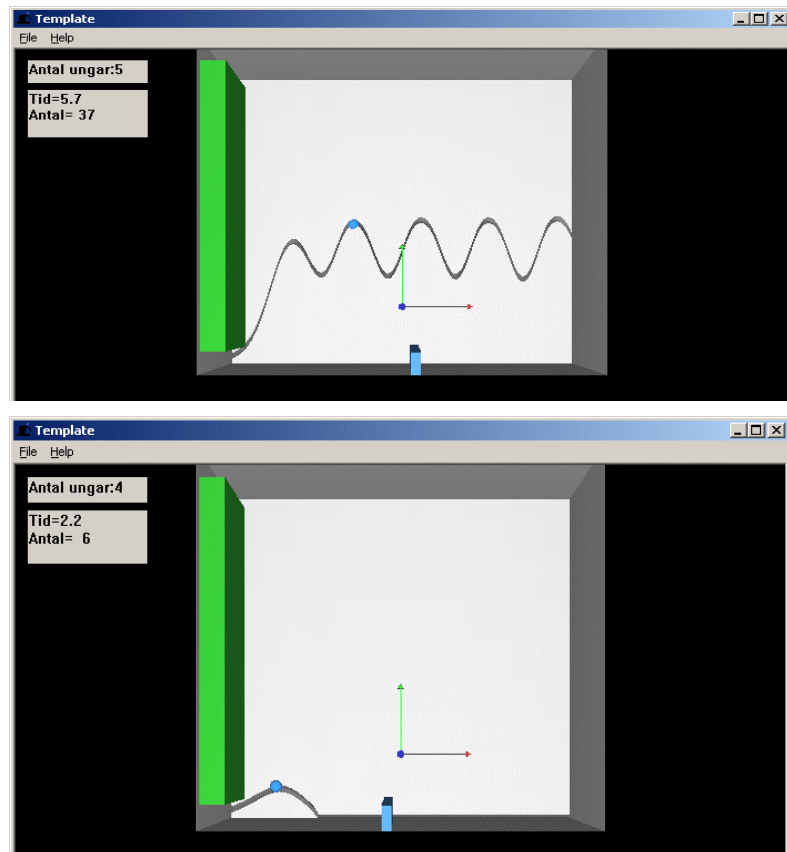 Template
File Help
Antal ungar:5
Tid=5.7
Antal= 37
Template
File Help
Antal ungar:4
Tid=2.2
Antal=  6